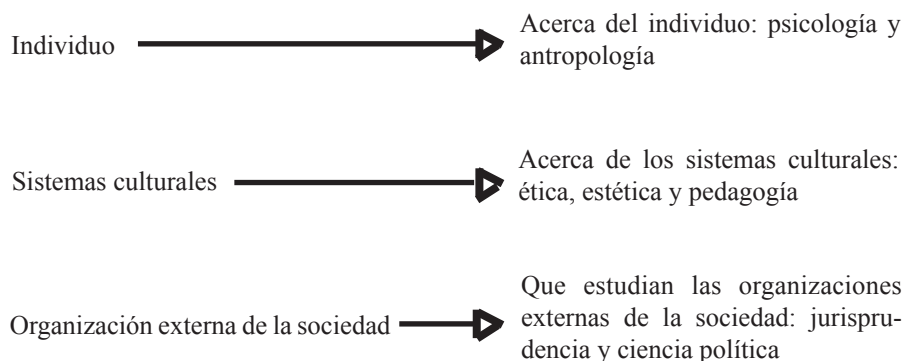 Individuo
Acerca del individuo: psicología y
antropología
Sistemas culturales
Acerca de los sistemas culturales:
ética, estética y pedagogía
Organización externa de la sociedad
Que estudian las organizaciones
externas de la sociedad: jurispru-
dencia y ciencia política